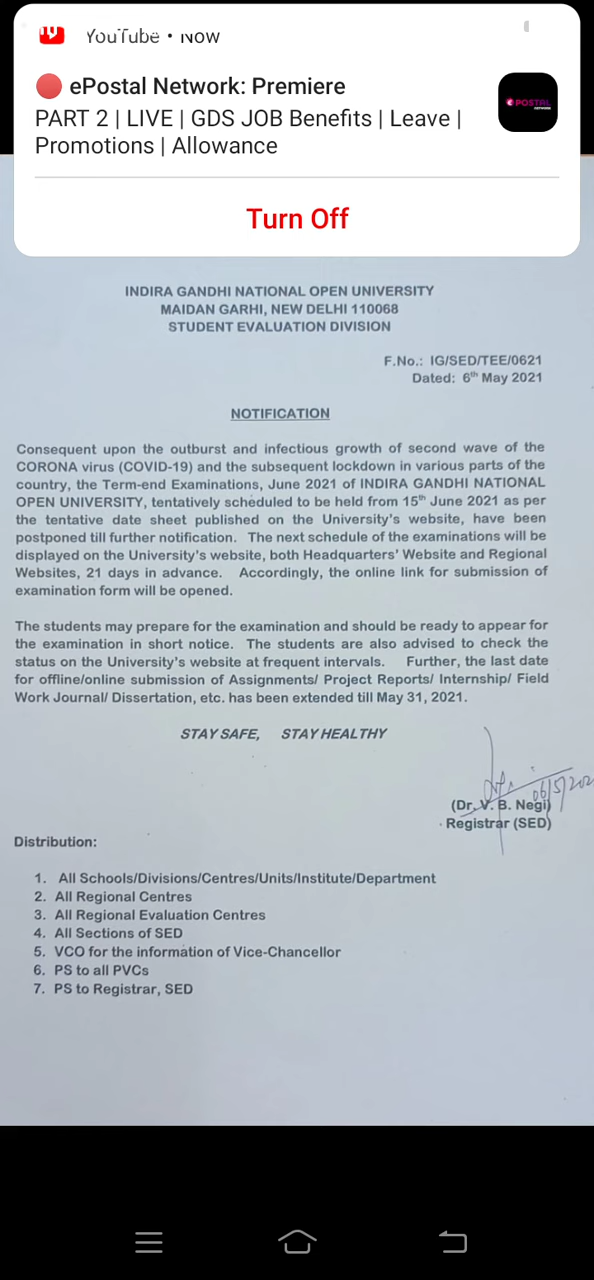 YouTube • Now
🔴 ePostal Network: Premiere
PART 2 | LIVE | GDS JOB Benefits | Leave |
Promotions | Allowance
POSTAL
NETWORK
Turn Off
INDIRA GANDHI NATIONAL OPEN UNIVERSITY
MAIDAN GARHI, NEW DELHI 110068
STUDENT EVALUATION DIVISION
F.No.: IG/SED/TEE/0621
Dated: 6th May 2021
NOTIFICATION
Consequent upon the outburst and infectious growth of second wave of the
CORONA virus (COVID-19) and the subsequent lockdown in various parts of the
country, the Term-end Examinations, June 2021 of INDIRA GANDHI NATIONAL
OPEN UNIVERSITY, tentatively scheduled to be held from 15th June 2021 as per
the tentative date sheet published on the University's website, have been
postponed till further notification. The next schedule of the examinations will be
displayed on the University's website, both Headquarters' Website and Regional
Websites, 21 days in advance. Accordingly, the online link for submission of
examination form will be opened.
The students may prepare for the examination and should be ready to appear for
the examination in short notice. The students are also advised to check the
status on the University's website at frequent intervals. Further, the last date
for offline/online submission of Assignments/ Project Reports/ Internship/ Field
Work Journal/ Dissertation, etc. has been extended till May 31, 2021.
STAY SAFE, STAY HEALTHY
(Dr. V. B. Negi)
Registrar (SED)
Distribution:
1. All Schools/Divisions/Centres/Units/Institute/Department
2. All Regional Centres
3. All Regional Evaluation Centres
4. All Sections of SED
5. VCO for the information of Vice-Chancellor
6. PS to all PVCs
7. PS to Registrar, SED